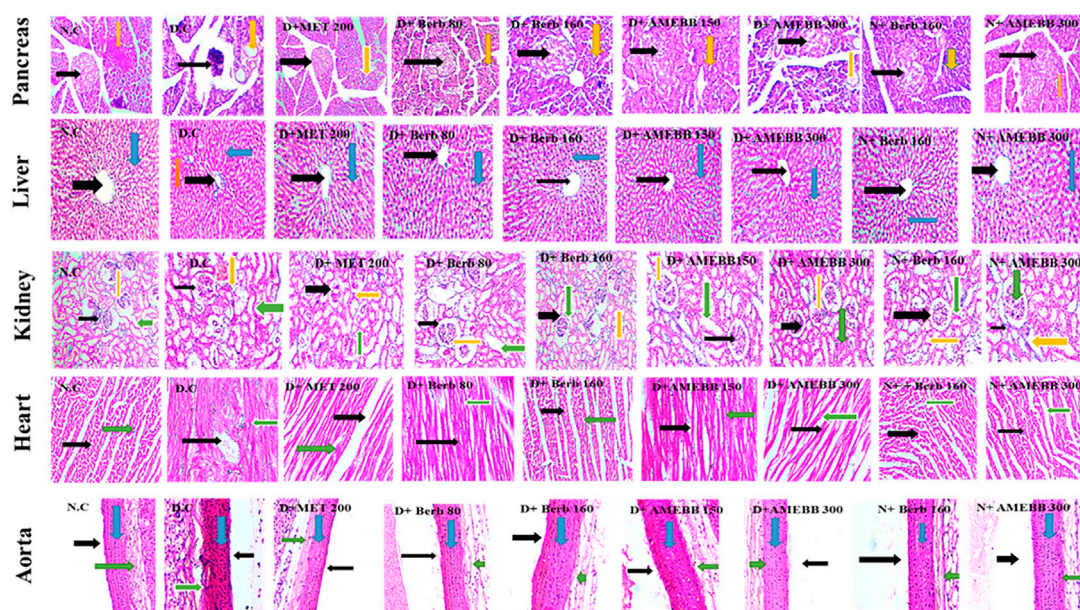 Pancreas
N.C
D.C
D+MET 200
D+ Berb 80
D+ Berb 160
D+ AMEBB 150
D+ AMEBB 300
N+ Berb 160
N+ AMEBB 300
Liver
N.C
D.C
D+MET 200
D+ Berb 80
D+ Berb 160
D+ AMEBB 150
D+ AMEBB 300
N+ Berb 160
N+ AMEBB 300
Kidney
N.C
D.C
D+ MET 200
D+ Berb 80
D+ Berb 160
D+ AMEBB150
D+ AMEBB 300
N+ Berb 160
N+ AMEBB 300
Heart
N.C
D.C
D+ MET 200
D+ Berb 80
D+ Berb 160
D+AMEBB 150
D+ AMEBB 300
N+ + Berb 160
N+ AMEBB 300
Aorta
N.C
D.C
D+MET 200
D+ Berb 80
D+ Berb 160
D+ AMEBB 150
D+AMEBB 300
N+ Berb 160
N+ AMEBB 300